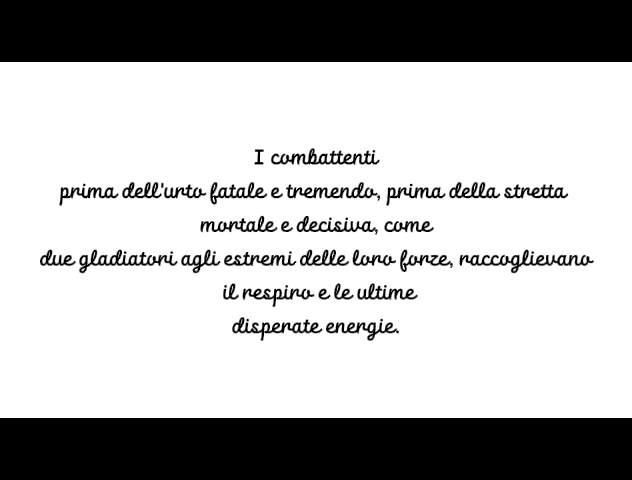 I combattenti
prima dell'urto fatale e tremendo, prima della stretta
mortale e decisiva, come
due gladiatori agli estremi delle loro forze, raccoglievano
il respiro e le ultime
disperate energie.